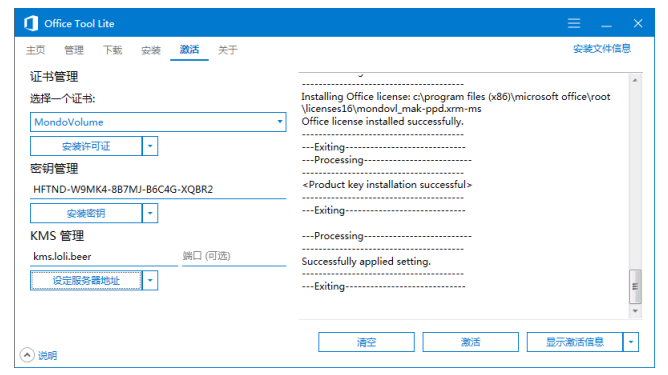 Office Tool Lite
主页 管理 下载 安装 激活 关于 安装文件信息
证书管理
选择一个证书:
MondoVolume
安装许可证
密钥管理
HFTND-W9MK4-8B7MJ-B6C4G-XQBR2
安装密钥
KMS 管理
kms.loli.beer 端口 (可选)
设定服务器地址
说明
---------------------------------------
Installing Office license: c:\program files (x86)\microsoft office\root
\licenses16\mondovl_mak-ppd.xrm-ms
Office license installed successfully.
---------------------------------------
---Exiting-----------------------------
---Processing--------------------------
---------------------------------------
<Product key installation successful>
---------------------------------------
---Exiting-----------------------------
---Processing--------------------------
---------------------------------------
Successfully applied setting.
---------------------------------------
---Exiting-----------------------------
清空 激活 显示激活信息